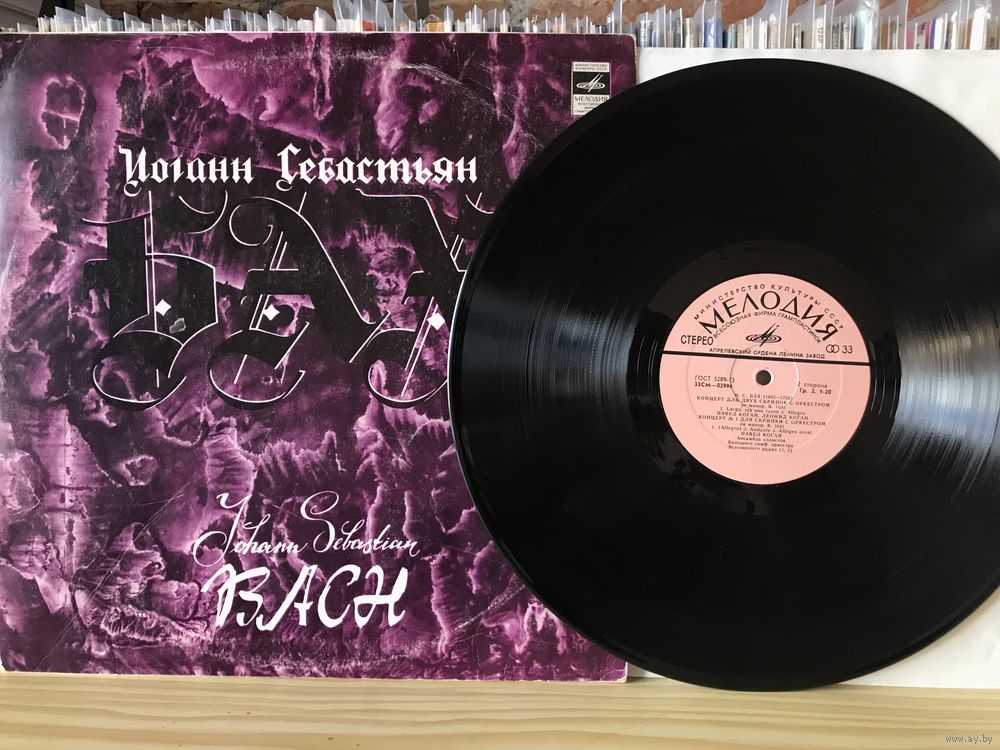 МИНИСТЕРСТВО
КУЛЬТУРЫ СССР
МЕЛОДИЯ
Иоганн Себастьян
БАХ
Johann Sebastian
BACH
МИНИСТЕРСТВО КУЛЬТУРЫ СССР
МЕЛОДИЯ
ВСЕСОЮЗНАЯ ФИРМА ГРАМПЛАСТИНОК
СТЕРЕО
33
АПРЕЛЕВСКИЙ ОРДЕНА ЛЕНИНА ЗАВОД
ГОСТ 5289-73
33СМ—02994
2 сторона
Гр. 2. 1-20
И. С. БАХ (1685—1750)
КОНЦЕРТ ДЛЯ ДВУХ СКРИПОК С ОРКЕСТРОМ
ре минор,
2. Largo, ma non tanto 3. Allegro
ПАВЕЛ КОГАН, ЛЕОНИД КОГАН
КОНЦЕРТ № 1 ДЛЯ СКРИПКИ С ОРКЕСТРОМ
ля минор,
1. (Allegro) 2. Andante 3. Allegro assai
ПАВЕЛ КОГАН
Ансамбль солистов
Большого симф. оркестра
Всесоюзного радио (1, 2)
www.ay.by